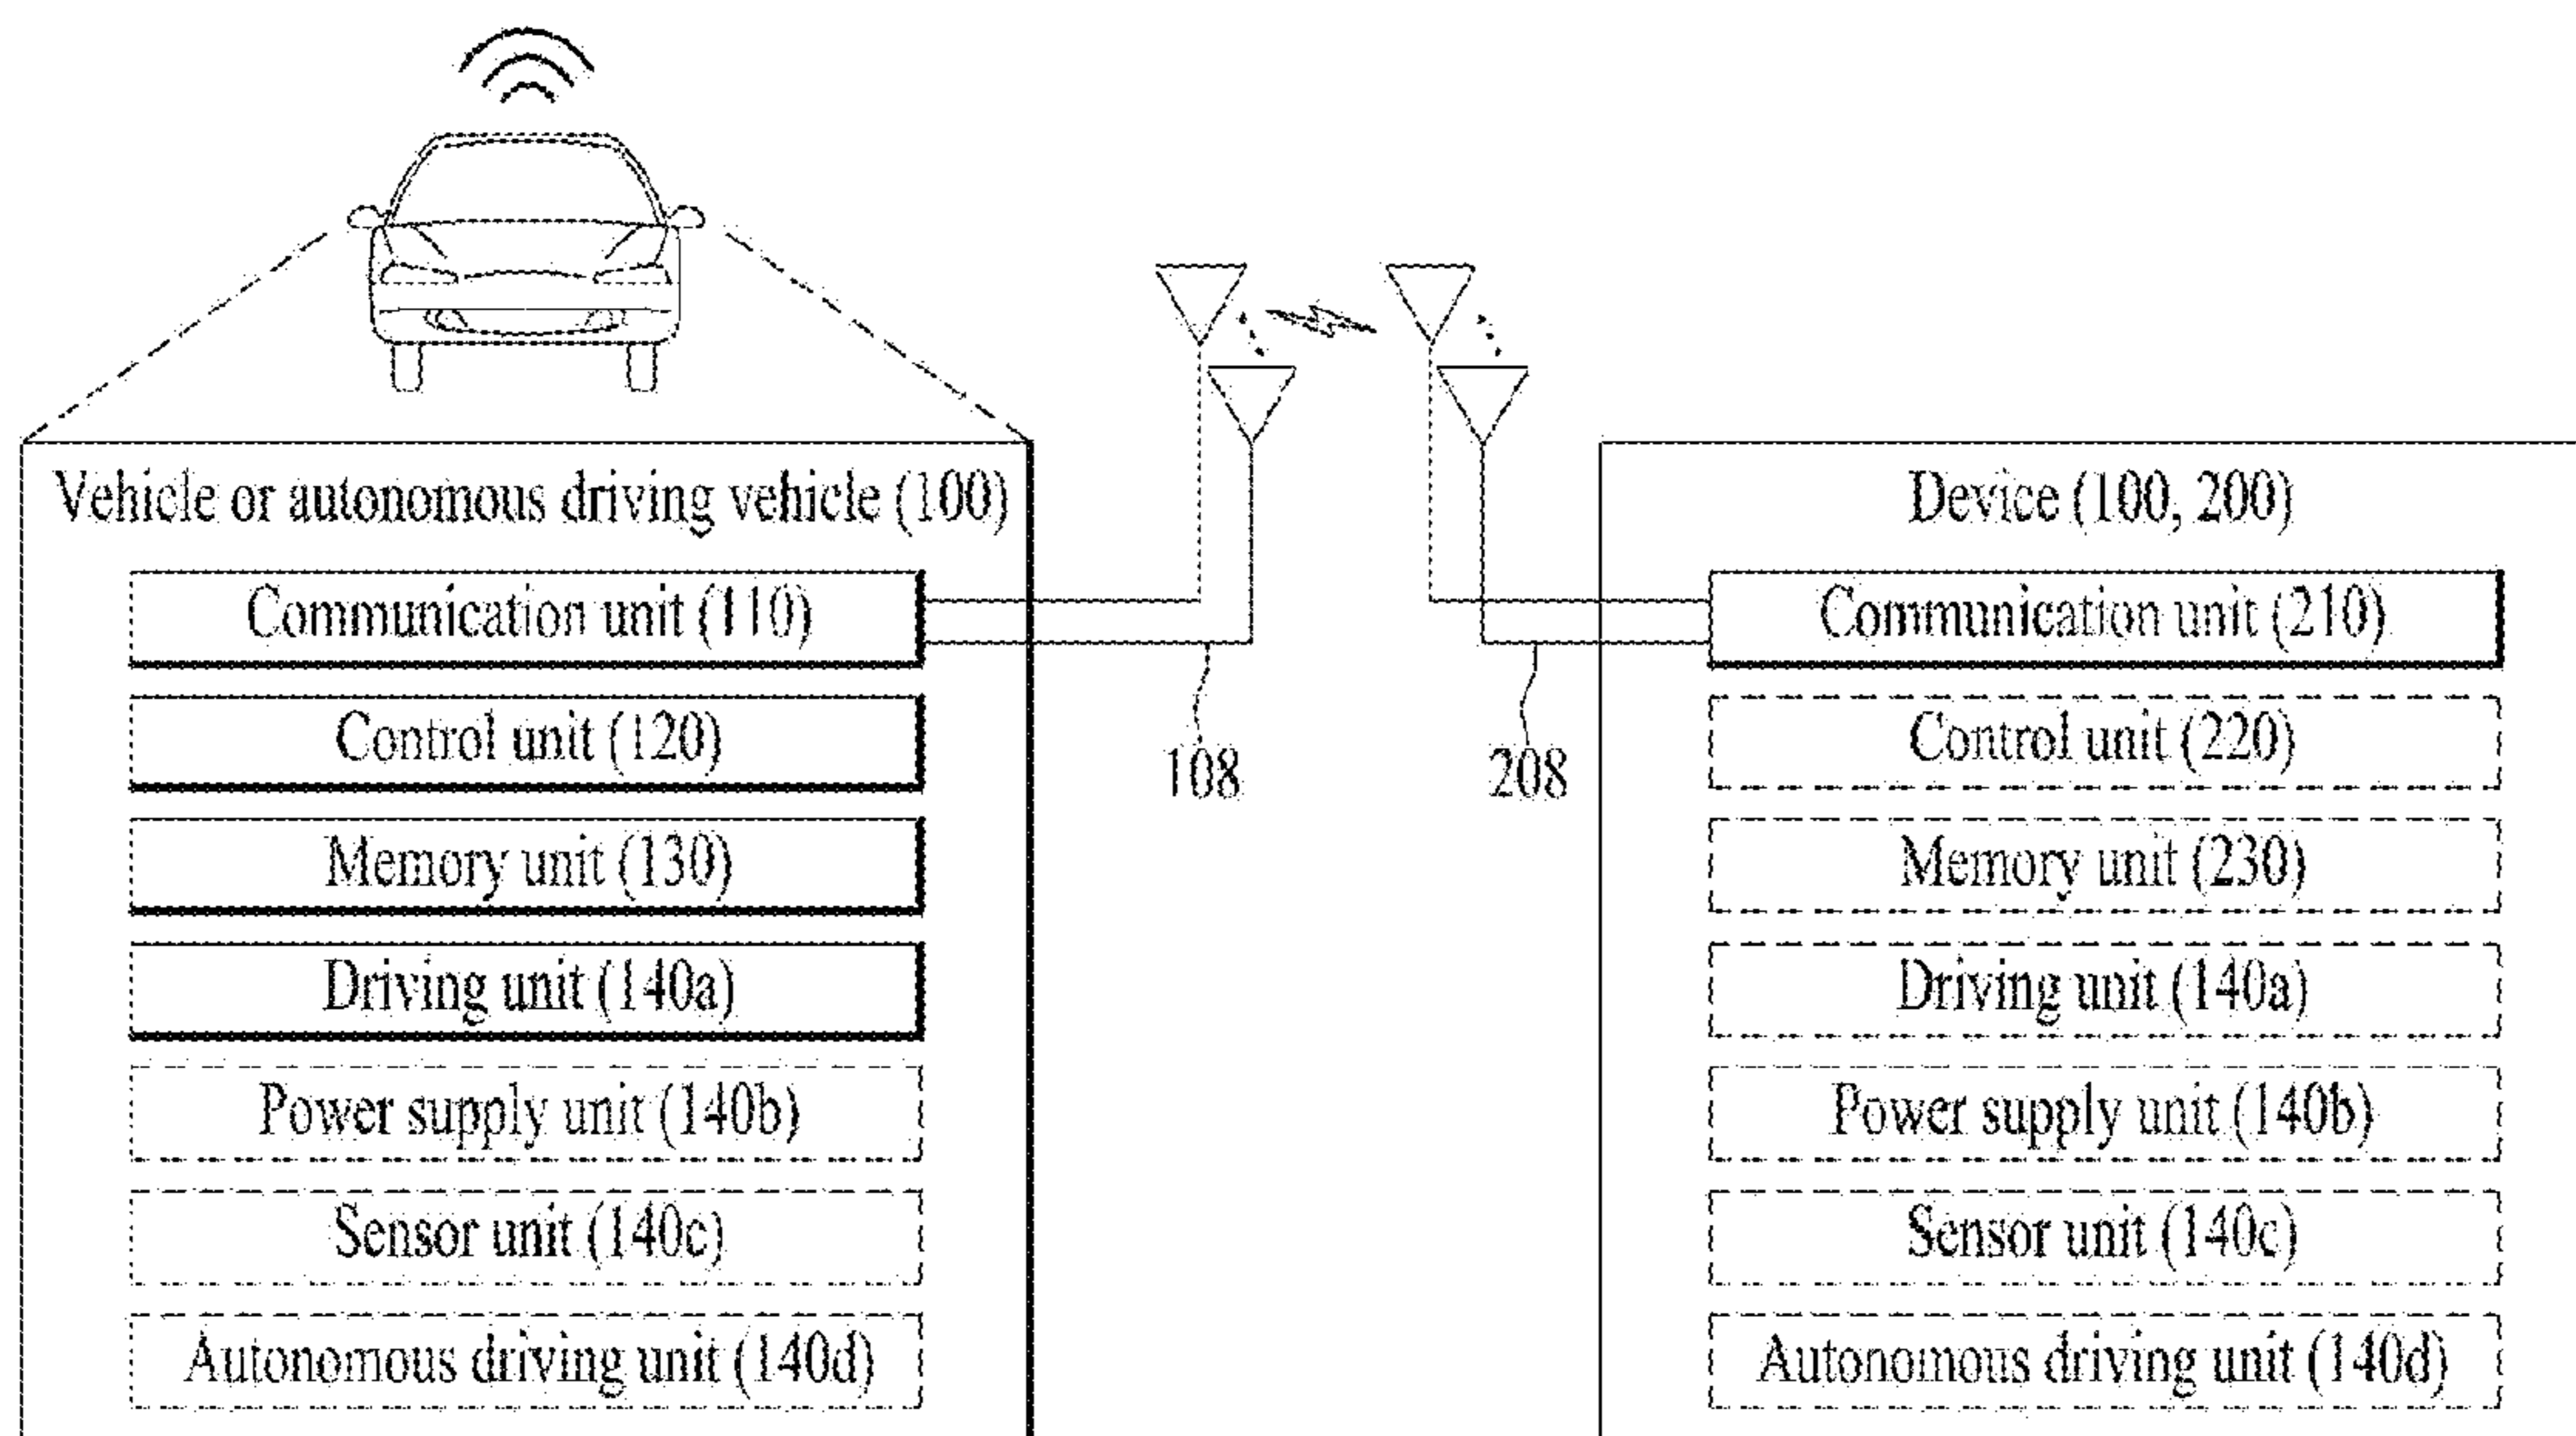 Vehicle or autonomous driving vehicle (100)
Communication unit (110)
Control unit (120)
Memory unit (130)
Driving unit (140a)
Power supply unit (140b)
Sensor unit (140c)
Autonomous driving unit (140d)
108
208
Device (100, 200)
Communication unit (210)
Control unit (220)
Memory unit (230)
Driving unit (140a)
Power supply unit (140b)
Sensor unit (140c)
Autonomous driving unit (140d)